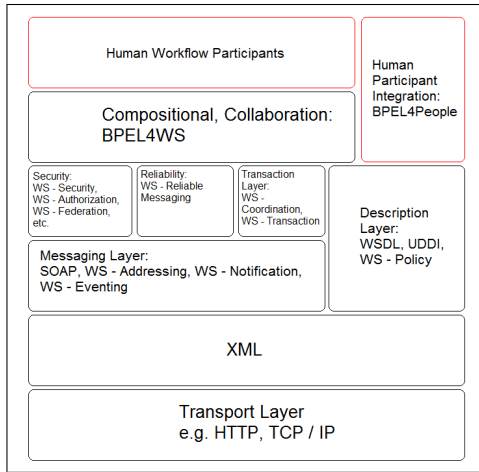 Human Workflow Participants
Human
Participant
Integration:
BPEL4People
Compositional, Collaboration:
BPEL4WS
Security:
WS - Security,
WS - Authorization,
WS - Federation,
etc.
Reliability:
WS - Reliable
Messaging
Transaction
Layer:
WS -
Coordination,
WS - Transaction
Description
Layer:
WSDL, UDDI,
WS - Policy
Messaging Layer:
SOAP, WS - Addressing, WS - Notification,
WS - Eventing
XML
Transport Layer
e.g. HTTP, TCP / IP